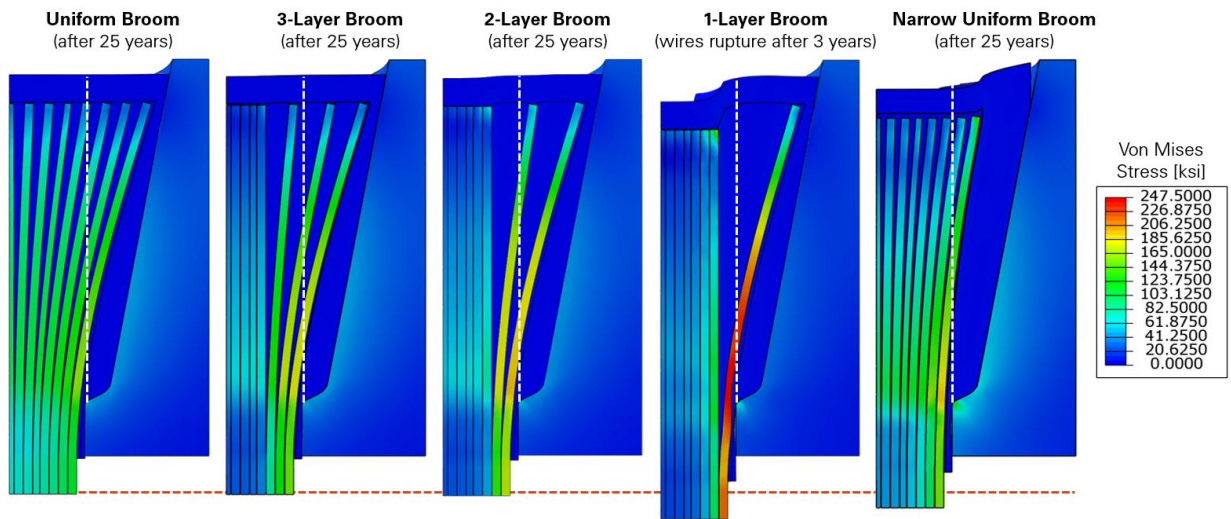 Uniform Broom
(after 25 years)
3-Layer Broom
(after 25 years)
2-Layer Broom
(after 25 years)
1-Layer Broom
(wires rupture after 3 years)
Narrow Uniform Broom
(after 25 years)
Von Mises
Stress [ksi]
247.5000
226.8750
206.2500
185.6250
165.0000
144.3750
123.7500
103.1250
82.5000
61.8750
41.2500
20.6250
0.0000